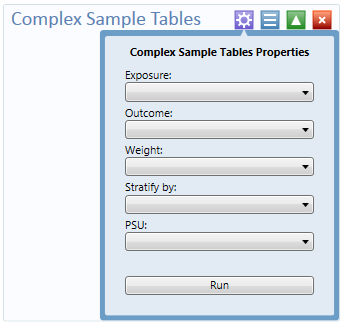 Complex Sample Tables
Complex Sample Tables Properties
Exposure:
Outcome:
Weight:
Stratify by:
PSU:
Run